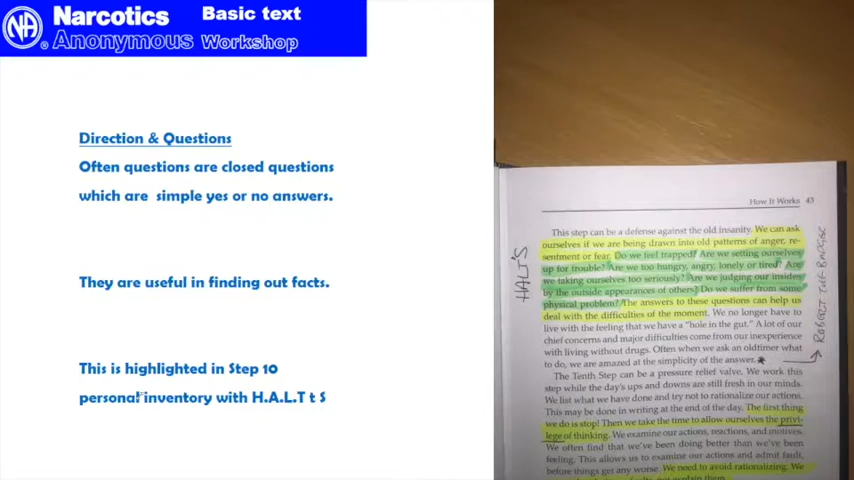 NA
Narcotics
Anonymous
Basic text
Workshop
Direction & Questions
Often questions are closed questions
which are simple yes or no answers.
They are useful in finding out facts.
This is highlighted in Step 10
personal inventory with H.A.L.T t S
How It Works 43
HALT'S
This step can be a defense against the old insanity. We can ask
ourselves if we are being drawn into old patterns of anger, re-
sentment or fear. Do we feel trapped? Are we setting ourselves
up for trouble? Are we too hungry, angry, lonely or tired? Are
we taking ourselves too seriously? Are we judging our insides
by the outside appearances of others? Do we suffer from some
physical problem? The answers to these questions can help us
deal with the difficulties of the moment. We no longer have to
live with the feeling that we have a "hole in the gut." A lot of our
chief concerns and major difficulties come from our inexperience
with living without drugs. Often when we ask an oldtimer what
to do, we are amazed at the simplicity of the answer.
The Tenth Step can be a pressure relief valve. We work this
step while the day's ups and downs are still fresh in our minds.
We list what we have done and try not to rationalize our actions.
This may be done in writing at the end of the day. The first thing
we do is stop! Then we take the time to allow ourselves the privi-
lege of thinking. We examine our actions, reactions, and motives.
We often find that we've been doing better than we've been
feeling. This allows us to examine our actions and admit fault,
before things get any worse. We need to avoid rationalizing. We
explain them.
ROBERT